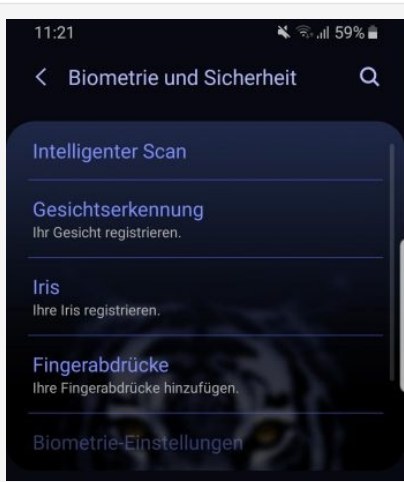 11:21 59%
Biometrie und Sicherheit
Intelligenter Scan
Gesichtserkennung
Ihr Gesicht registrieren.
Iris
Ihre Iris registrieren.
Fingerabdrücke
Ihre Fingerabdrücke hinzufügen.
Biometrie-Einstellungen